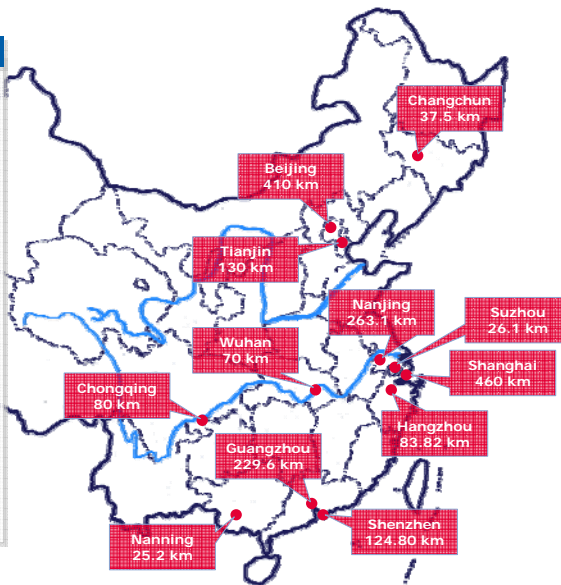 Changchun
37.5 km
Beijing
410 km
Tianjin
130 km
Nanjing
263.1 km
Suzhou
26.1 km
Wuhan
70 km
Shanghai
460 km
Chongqing
80 km
Hangzhou
83.82 km
Guangzhou
229.6 km
Shenzhen
124.80 km
Nanning
25.2 km